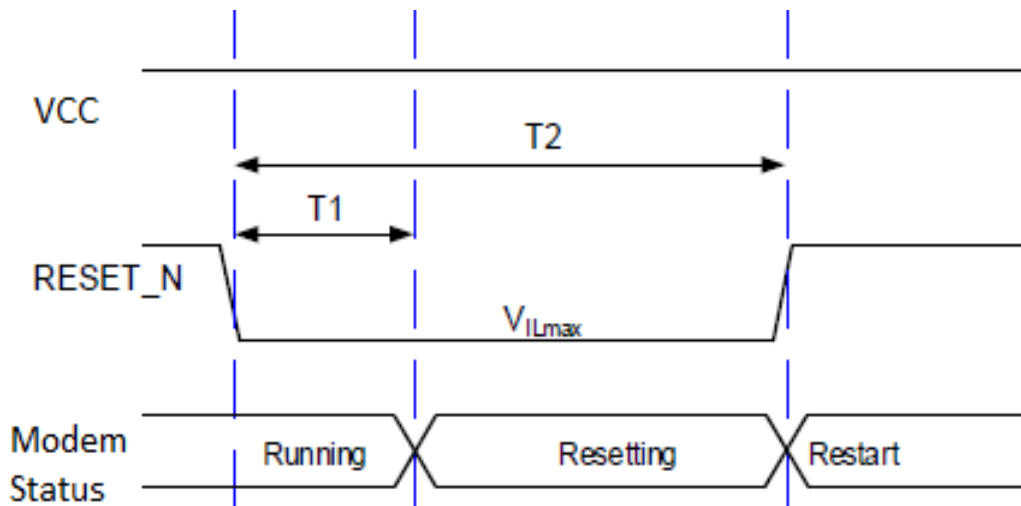 VCC
T2
T1
RESET_N
VILmax
Modem
Status
Running
Resetting
Restart